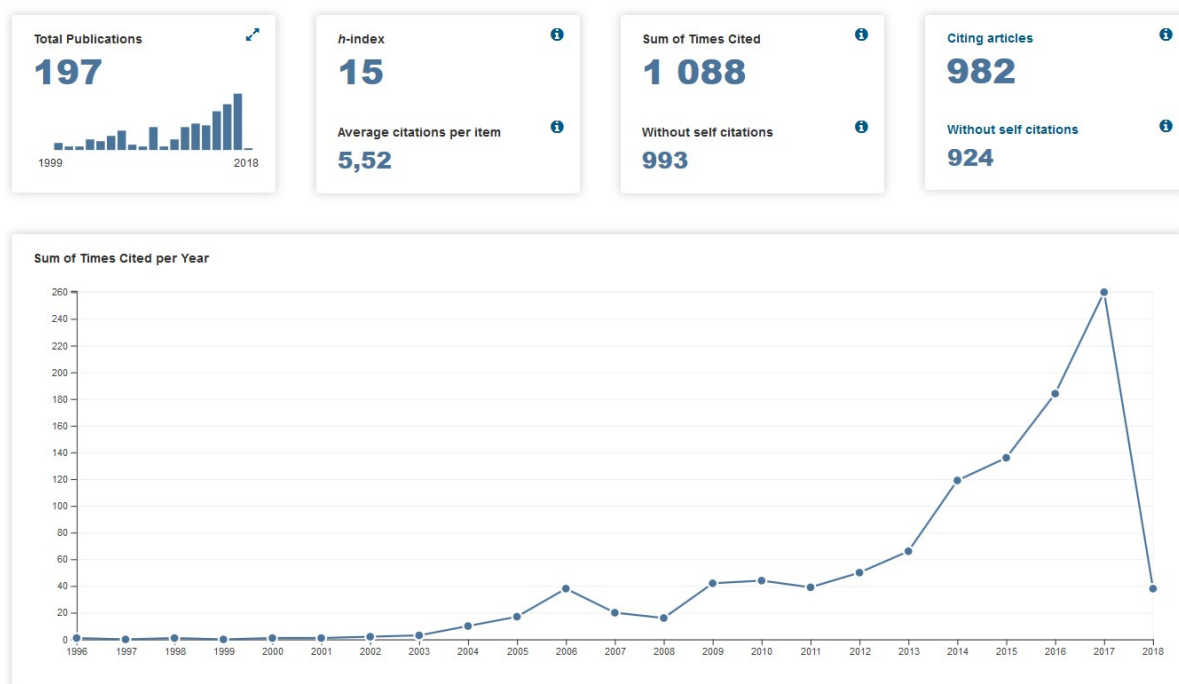 Total Publications
197
1999 2018
h-index
15
Average citations per item
5,52
Sum of Times Cited
1 088
Without self citations
993
Citing articles
982
Without self citations
924
Sum of Times Cited per Year
260
240
220
200
180
160
140
120
100
80
60
40
20
0
1996 1997 1998 1999 2000 2001 2002 2003 2004 2005 2006 2007 2008 2009 2010 2011 2012 2013 2014 2015 2016 2017 2018